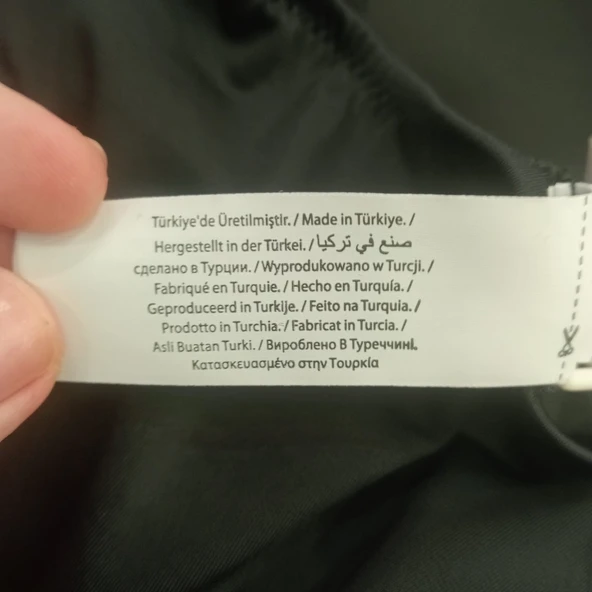 Türkiye'de Üretilmiştir. / Made in Türkiye. /
Hergestellt in der Türkei. / صنع في تركيا
сделано в Турции. / Wyprodukowano w Turcji. /
Fabriqué en Turquie. / Hecho en Turquía. /
Geproduceerd in Turkije. / Feito na Turquia. /
Prodotto in Turchia. / Fabricat in Turcia. /
Asli Buatan Turki. / Вироблено В Туреччині. /
Κατασκευασμένο στην Τουρκία